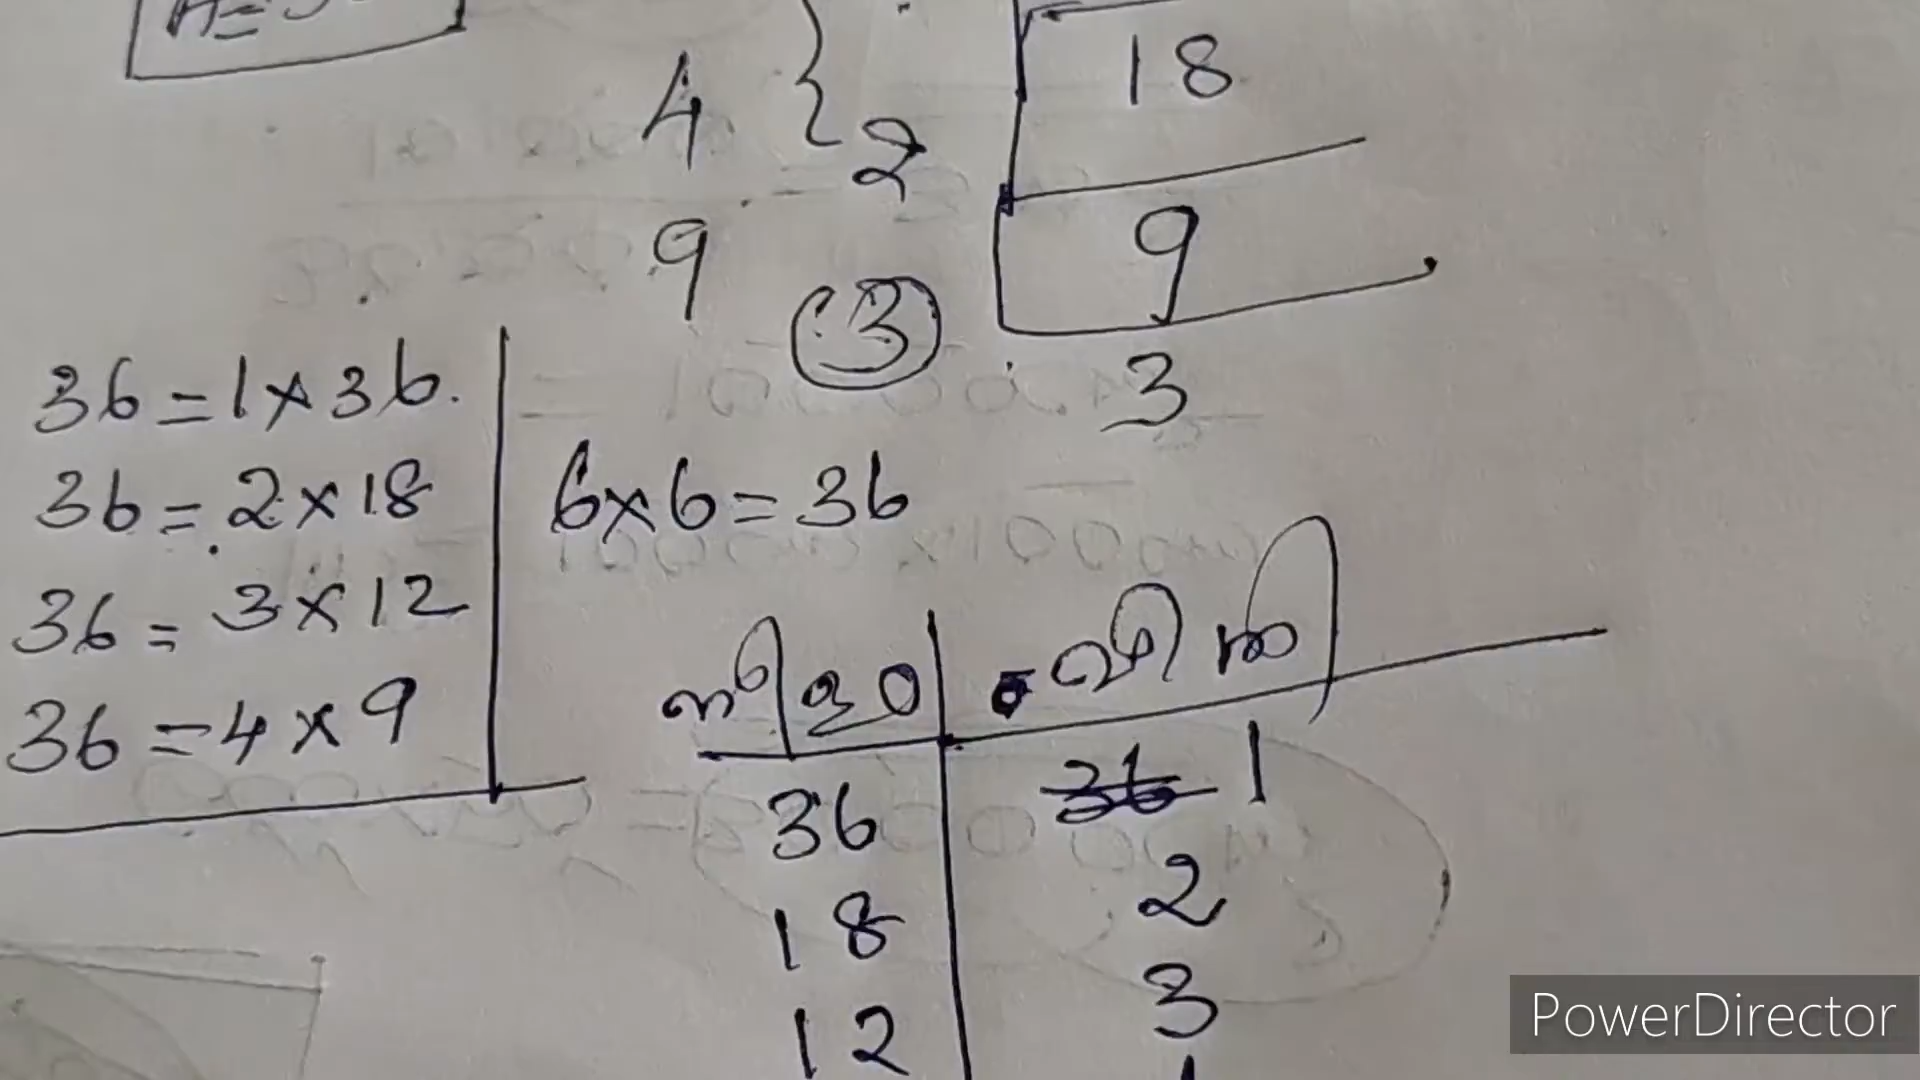 18
4
2
9
9
3
3
36 = 1 × 36.
36 = 2 × 18
6 × 6 = 36
36 = 3 × 12
36 = 4 × 9
നീളം വീതി
36 36 1
18 2
12 3
PowerDirector